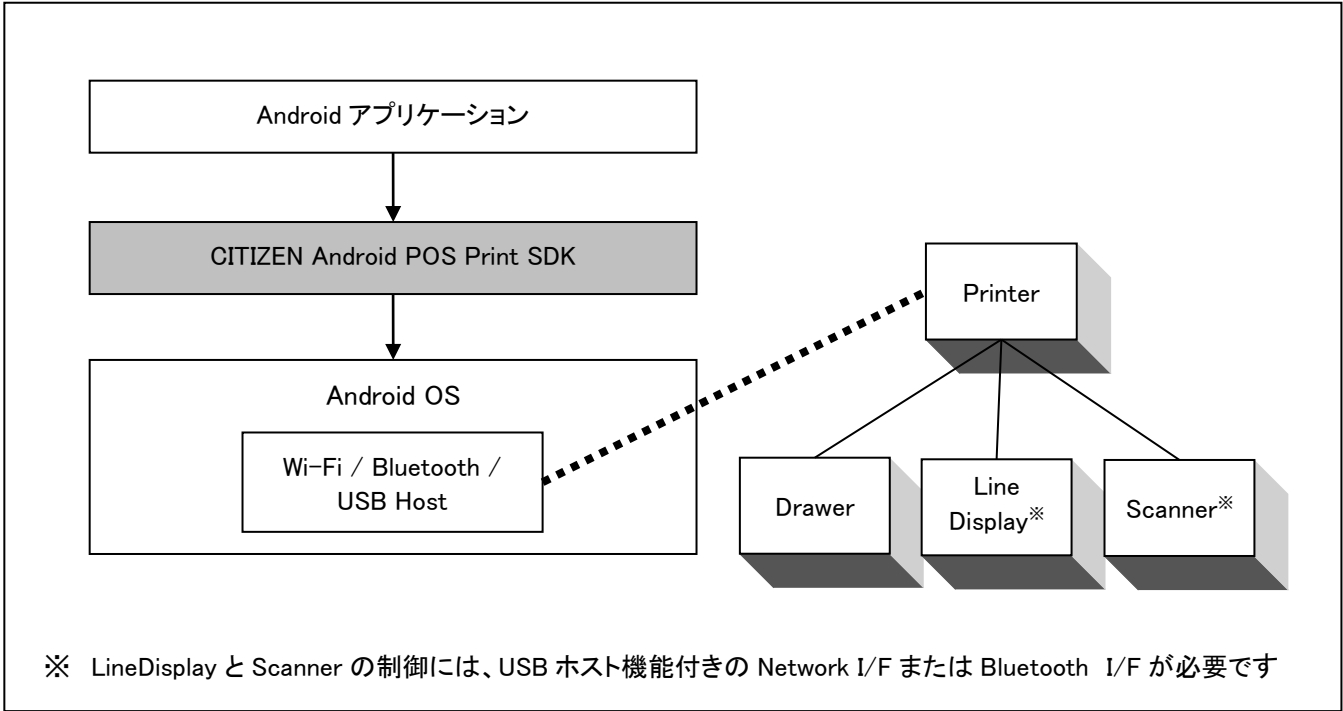 Android アプリケーション
CITIZEN Android POS Print SDK
Android OS
Wi-Fi / Bluetooth /
USB Host
Printer
Drawer
Line
Display※
Scanner※
※ LineDisplay と Scanner の制御には、USB ホスト機能付きの Network I/F または Bluetooth I/F が必要です